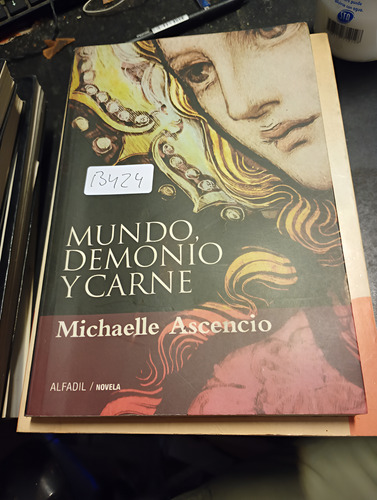 B424
MUNDO,
DEMONIO
Y CARNE
Michaelle Ascencio
ALFADIL / NOVELA